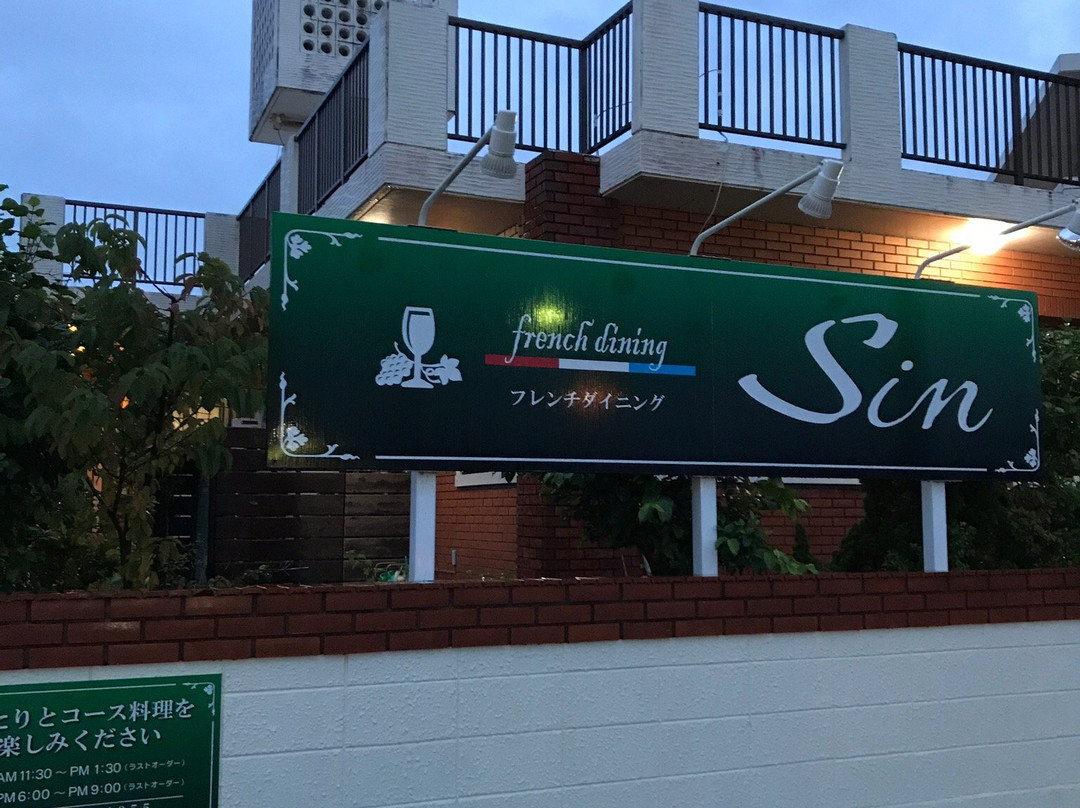 french dining
フレンチダイニング
Sin
とりとコース料理を
楽しみください
AM 11:30 ～ PM 1:30 (ラストオーダー)
PM 6:00 ～ PM 9:00 (ラストオーダー)